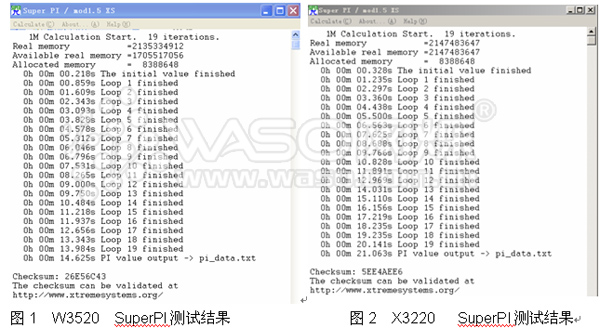 Super PI / mod1.5 XS
Calculate(C) About...(A) Help(H)
1M Calculation Start.  19 iterations.
Real memory          =2135334912
Available real memory =1705517056
Allocated memory     =  8388648
0h 00m 00.218s The initial value finished
0h 00m 00.859s Loop 1 finished
0h 00m 01.609s Loop 2 finished
0h 00m 02.343s Loop 3 finished
0h 00m 03.093s Loop 4 finished
0h 00m 03.828s Loop 5 finished
0h 00m 04.578s Loop 6 finished
0h 00m 05.312s Loop 7 finished
0h 00m 06.046s Loop 8 finished
0h 00m 06.796s Loop 9 finished
0h 00m 07.531s Loop 10 finished
0h 00m 08.265s Loop 11 finished
0h 00m 09.000s Loop 12 finished
0h 00m 09.750s Loop 13 finished
0h 00m 10.484s Loop 14 finished
0h 00m 11.218s Loop 15 finished
0h 00m 11.937s Loop 16 finished
0h 00m 12.656s Loop 17 finished
0h 00m 13.343s Loop 18 finished
0h 00m 13.984s Loop 19 finished
0h 00m 14.625s PI value output -> pi_data.txt
Checksum: 26E56C43
The checksum can be validated at
http://www.xtremesystems.org/
图 1 W3520 SuperPI 测试结果
Super PI / mod1.5 XS
Calculate(C) About...(A) Help(H)
1M Calculation Start.  19 iterations.
Real memory          =2147483647
Available real memory =2147483647
Allocated memory     =  8388648
0h 00m 00.328s The initial value finished
0h 00m 01.235s Loop 1 finished
0h 00m 02.297s Loop 2 finished
0h 00m 03.360s Loop 3 finished
0h 00m 04.438s Loop 4 finished
0h 00m 05.500s Loop 5 finished
0h 00m 06.563s Loop 6 finished
0h 00m 07.625s Loop 7 finished
0h 00m 08.688s Loop 8 finished
0h 00m 09.766s Loop 9 finished
0h 00m 10.828s Loop 10 finished
0h 00m 11.891s Loop 11 finished
0h 00m 12.969s Loop 12 finished
0h 00m 14.031s Loop 13 finished
0h 00m 15.110s Loop 14 finished
0h 00m 16.156s Loop 15 finished
0h 00m 17.219s Loop 16 finished
0h 00m 18.235s Loop 17 finished
0h 00m 19.235s Loop 18 finished
0h 00m 20.141s Loop 19 finished
0h 00m 21.063s PI value output -> pi_data.txt
Checksum: 5EE4AEE6
The checksum can be validated at
http://www.xtremesystems.org/
图 2 X3220 SuperPI 测试结果